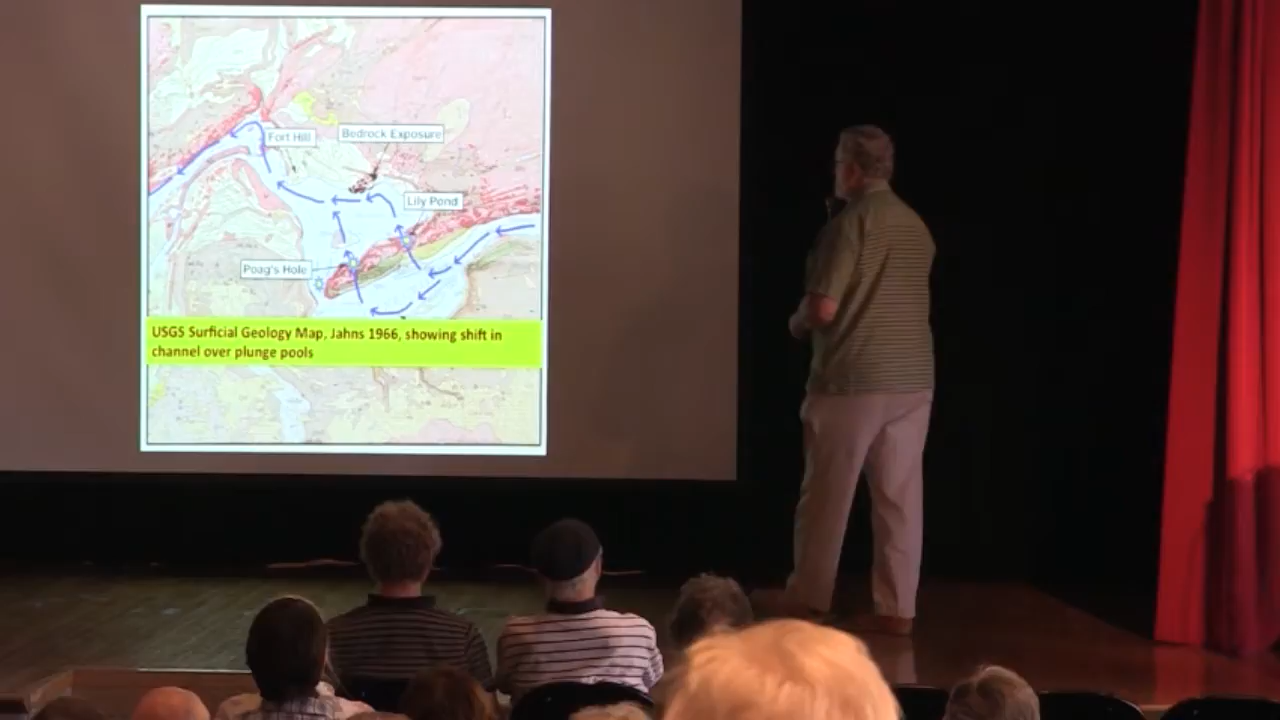 Fort Hill
Bedrock Exposure
Lily Pond
Poag's Hole
USGS Surficial Geology Map, Jahns 1966, showing shift in
channel over plunge pools